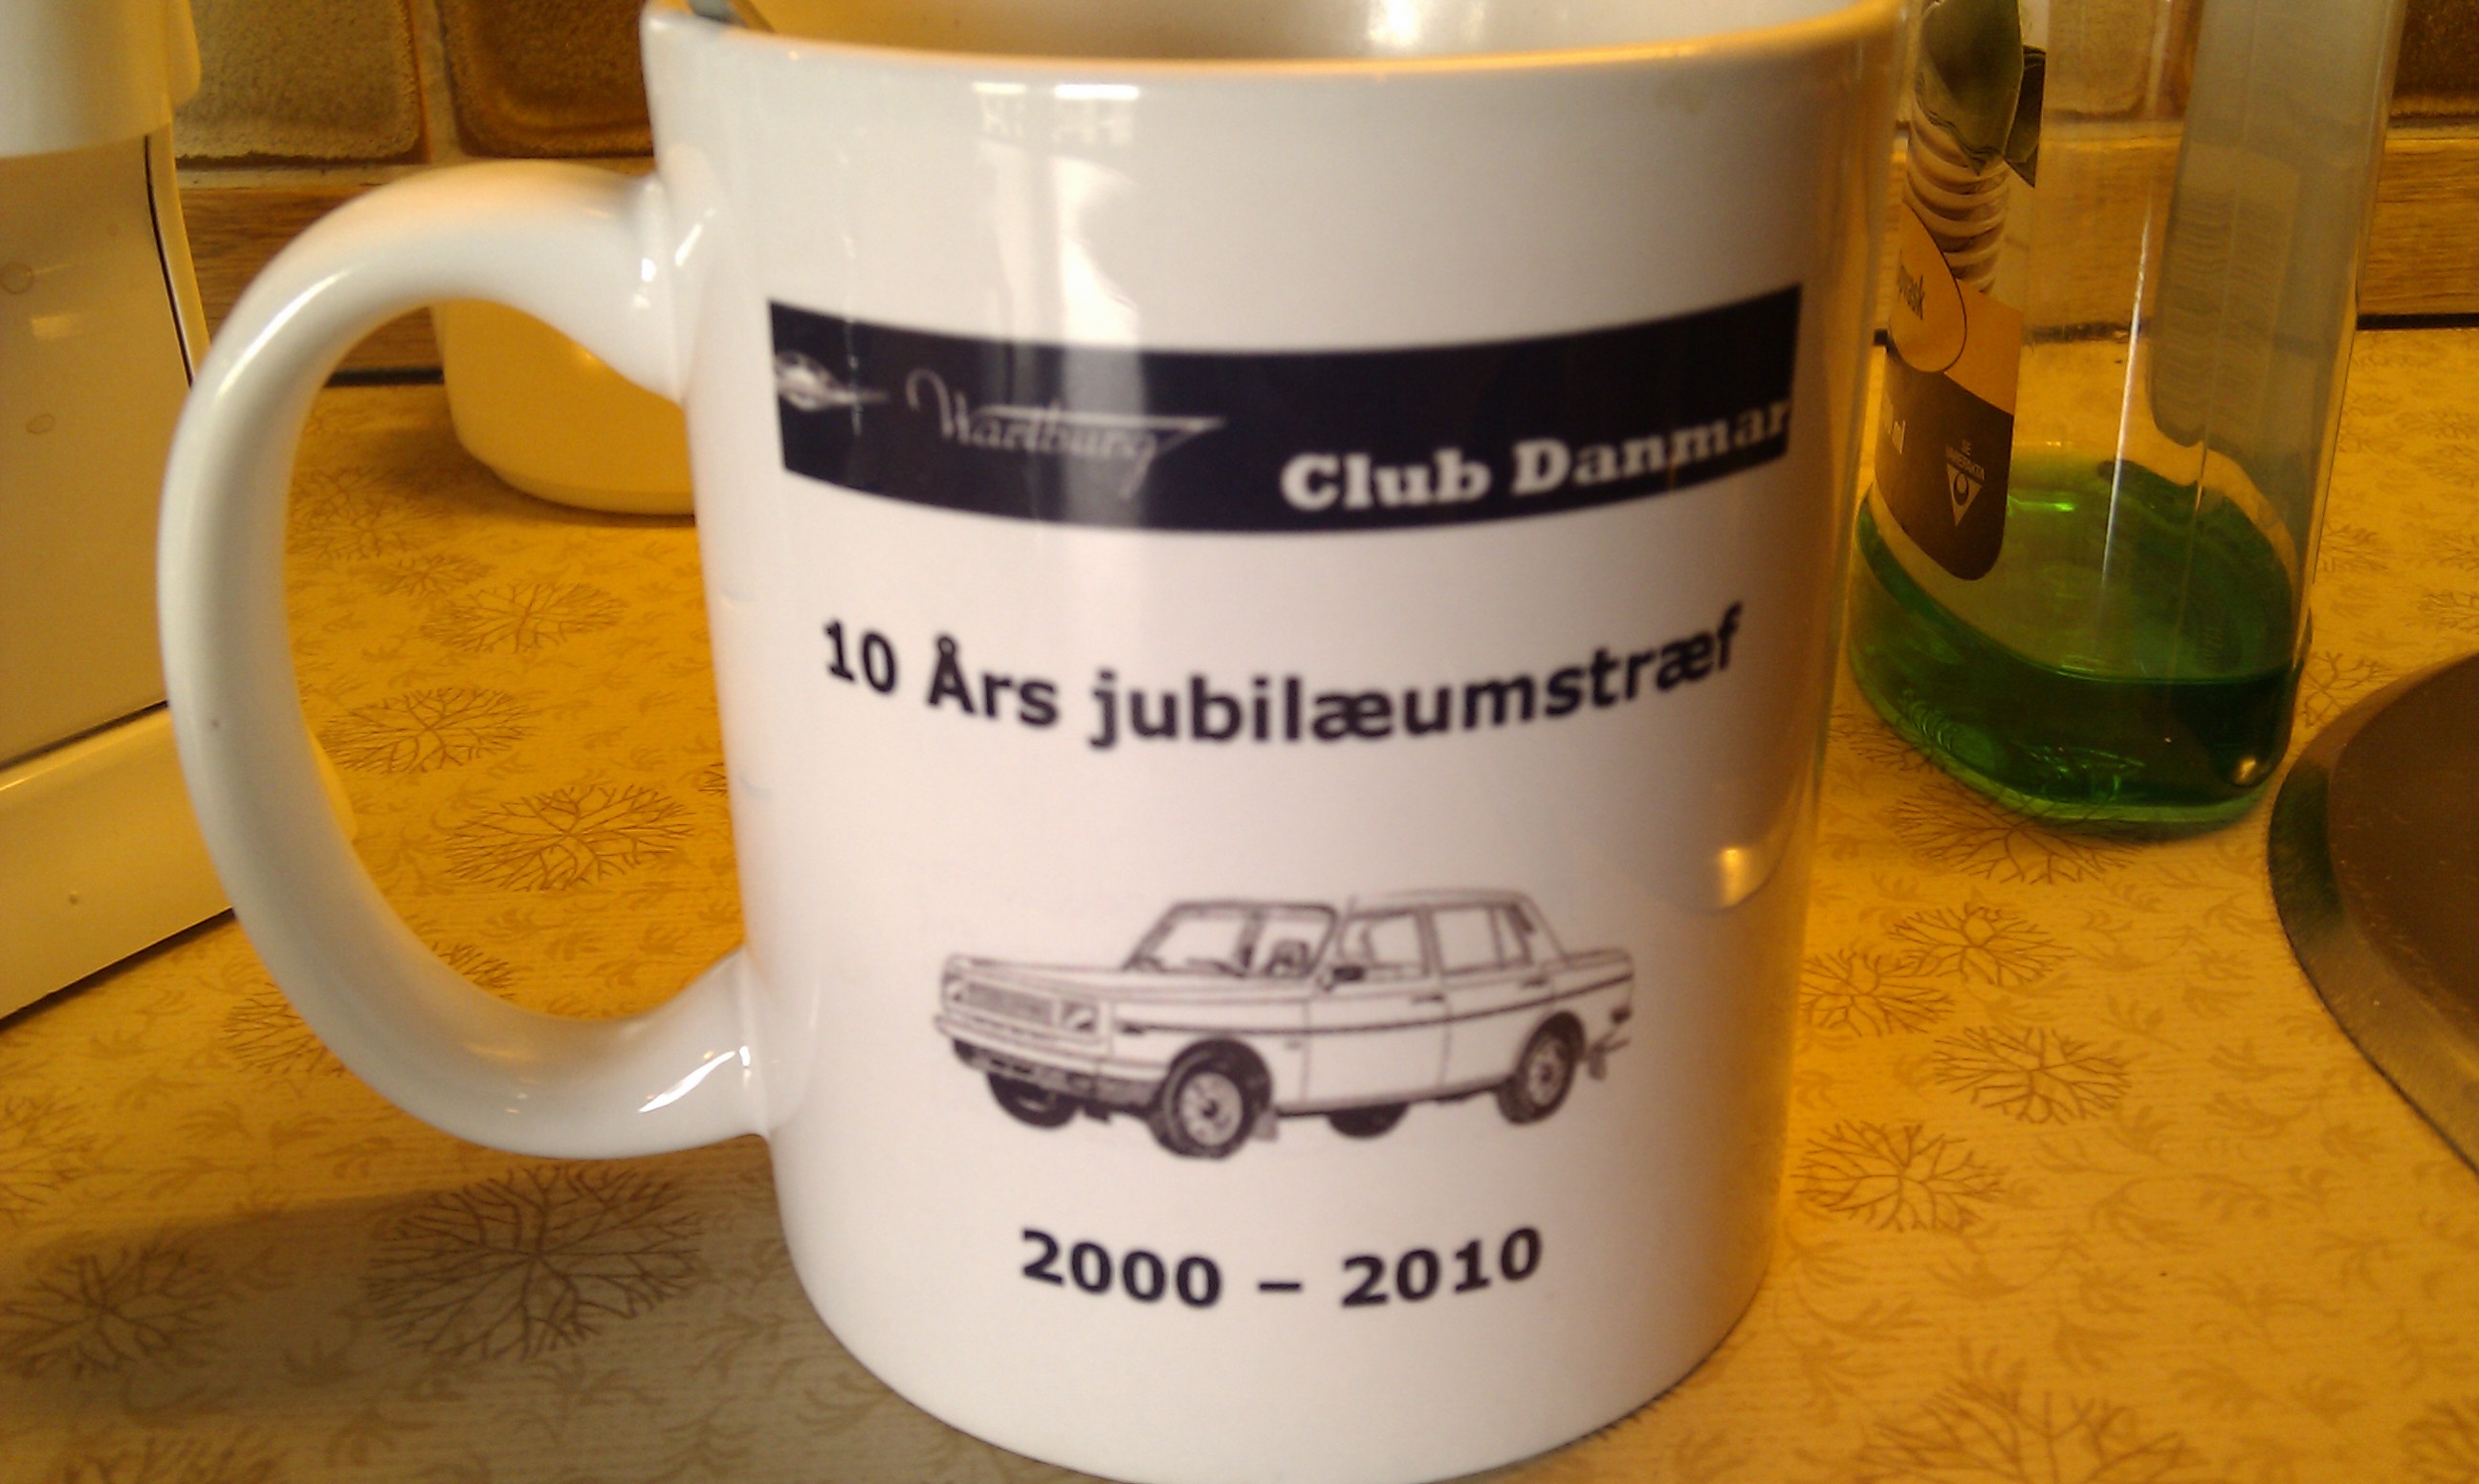 Wartburg
Club Danmar
10 Års jubilæumstræf
2000 – 2010